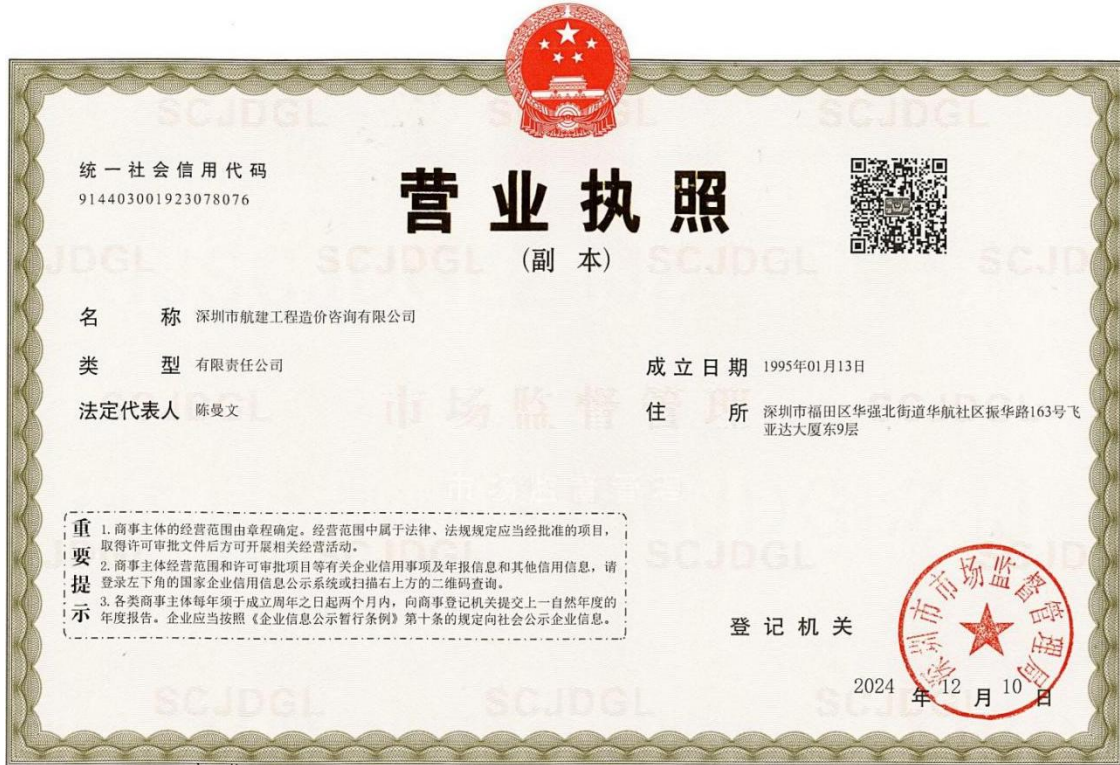 统一社会信用代码
914403001923078076
营业执照
(副 本)
名 称 深圳市航建工程造价咨询有限公司
类 型 有限责任公司
成立日期 1995年01月13日
法定代表人 陈曼文
住 所 深圳市福田区华强北街道华航社区振华路163号飞
亚达大厦东9层
重要提示
1. 商事主体的经营范围由章程确定。经营范围中属于法律、法规规定应当经批准的项目，
取得许可审批文件后方可开展相关经营活动。
2. 商事主体经营范围和许可审批项目等有关企业信用事项及年报信息和其他信用信息，请
登录左下角的国家企业信用信息公示系统或扫描右上方的二维码查询。
3. 各类商事主体每年须于成立周年之日起两个月内，向商事登记机关提交上一自然年度的
年度报告。企业应当按照《企业信息公示暂行条例》第十条的规定向社会公示企业信息。
登记机关
深圳市市场监督管理局
2024 年 12 月 10 日
SCJDGL
市场监督管理